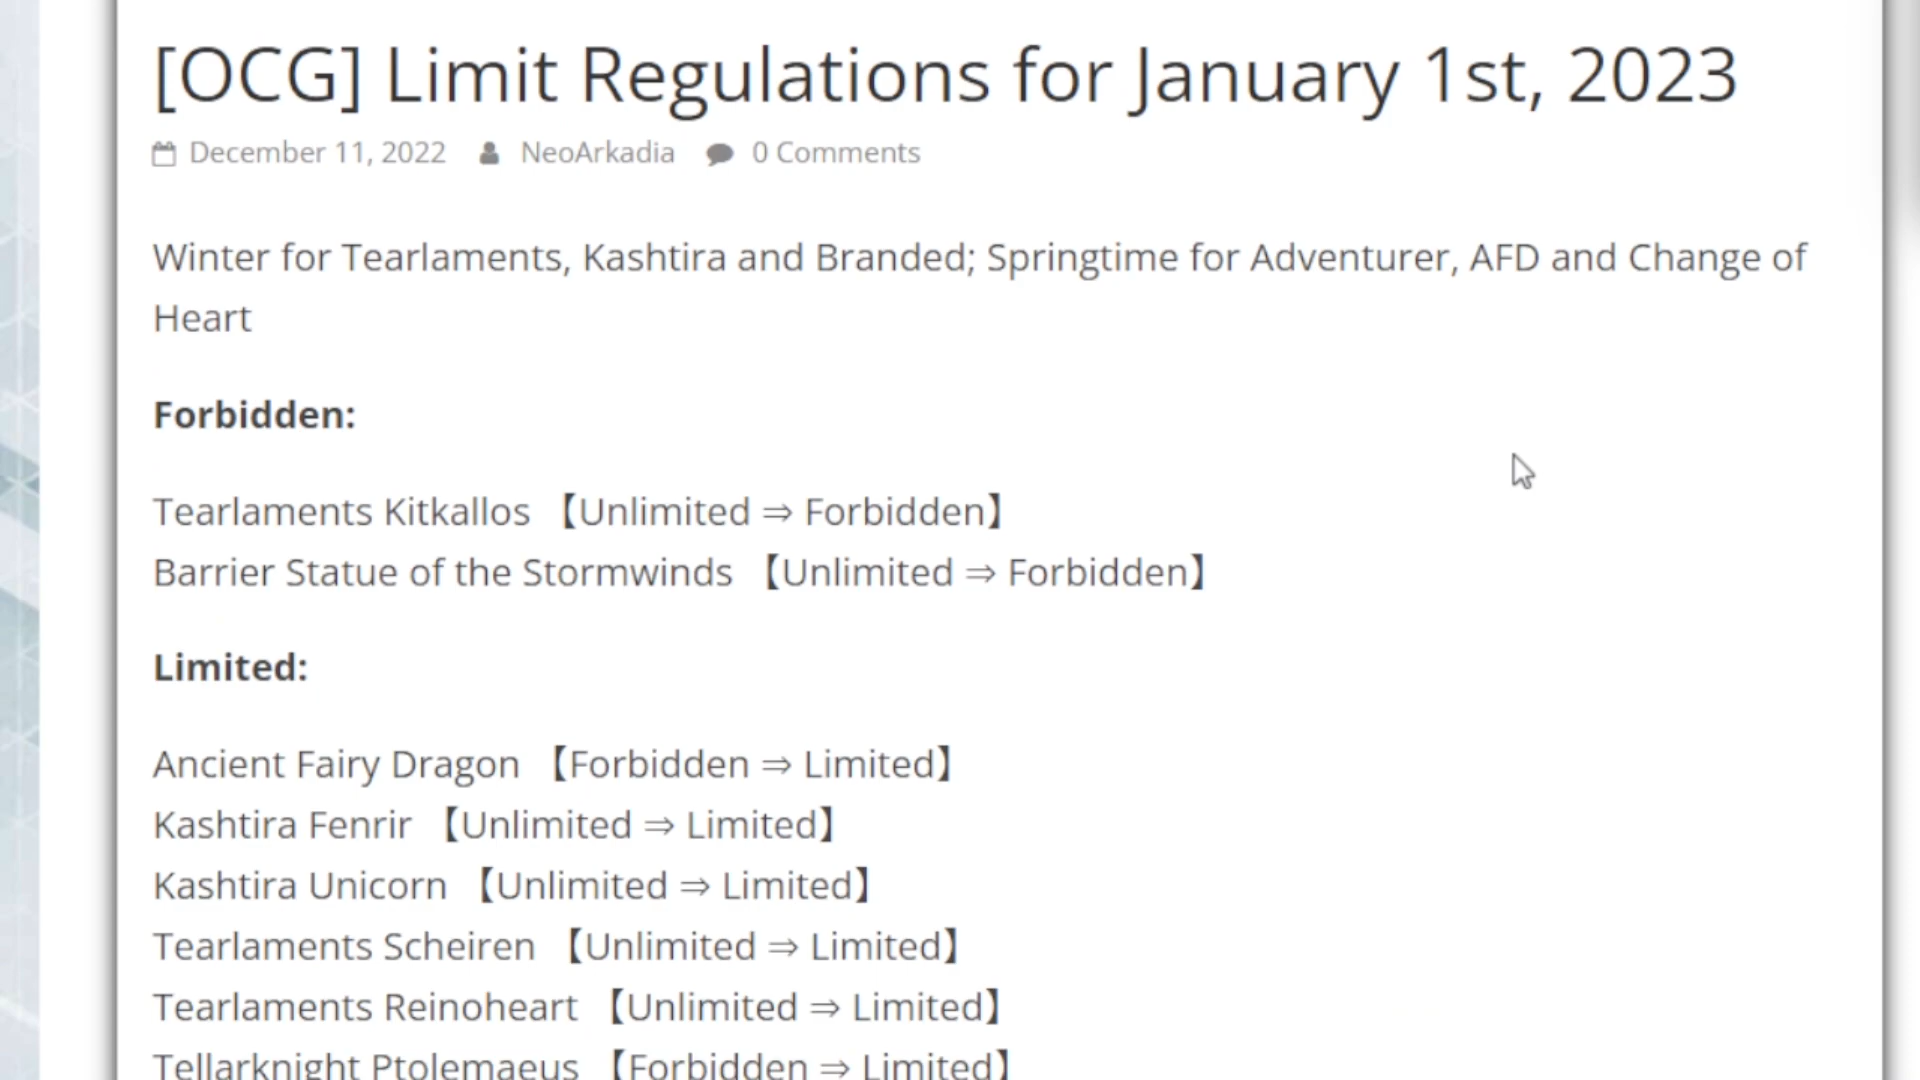 [OCG] Limit Regulations for January 1st, 2023
December 11, 2022 NeoArkadia 0 Comments
Winter for Tearlaments, Kashtira and Branded; Springtime for Adventurer, AFD and Change of
Heart
Forbidden:
Tearlaments Kitkallos 【Unlimited ⇒ Forbidden】
Barrier Statue of the Stormwinds 【Unlimited ⇒ Forbidden】
Limited:
Ancient Fairy Dragon 【Forbidden ⇒ Limited】
Kashtira Fenrir 【Unlimited ⇒ Limited】
Kashtira Unicorn 【Unlimited ⇒ Limited】
Tearlaments Scheiren 【Unlimited ⇒ Limited】
Tearlaments Reinoheart 【Unlimited ⇒ Limited】
Tellarknight Ptolemaeus 【Forbidden ⇒ Limited】